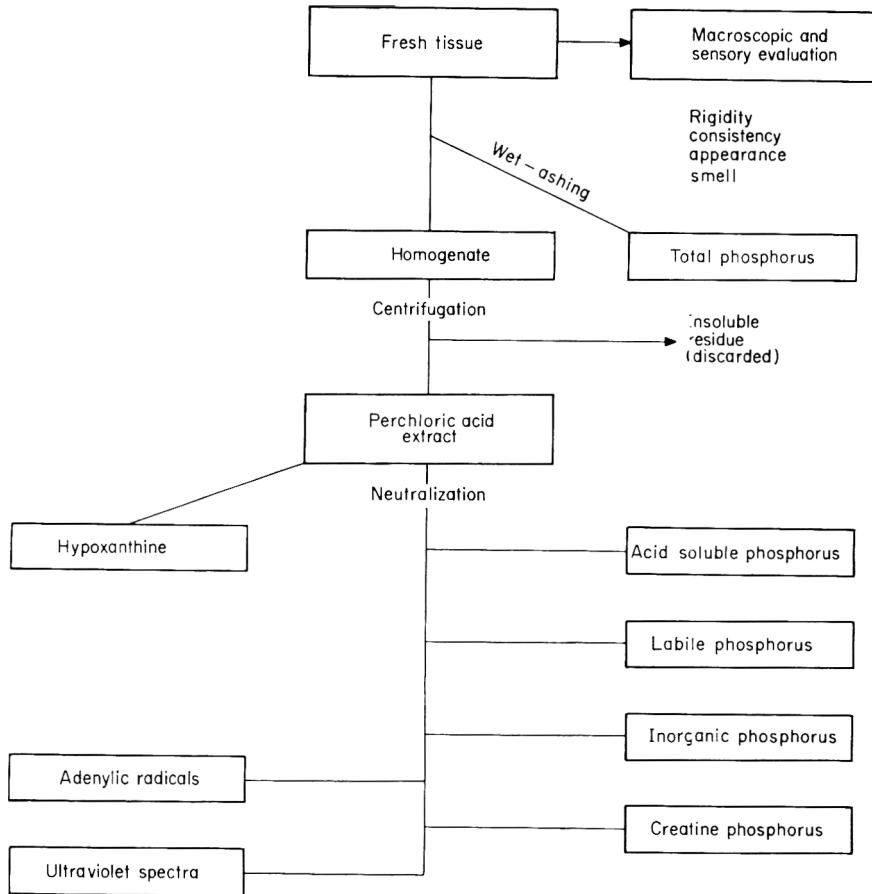 Fresh tissue
Macroscopic and
sensory evaluation
Rigidity
consistency
appearance
smell
Wet-ashing
Homogenate
Total phosphorus
Centrifugation
Insoluble
residue
(discarded)
Perchloric acid
extract
Neutralization
Hypoxanthine
Acid soluble phosphorus
Labile phosphorus
Inorganic phosphorus
Adenylic radicals
Creatine phosphorus
Ultraviolet spectra